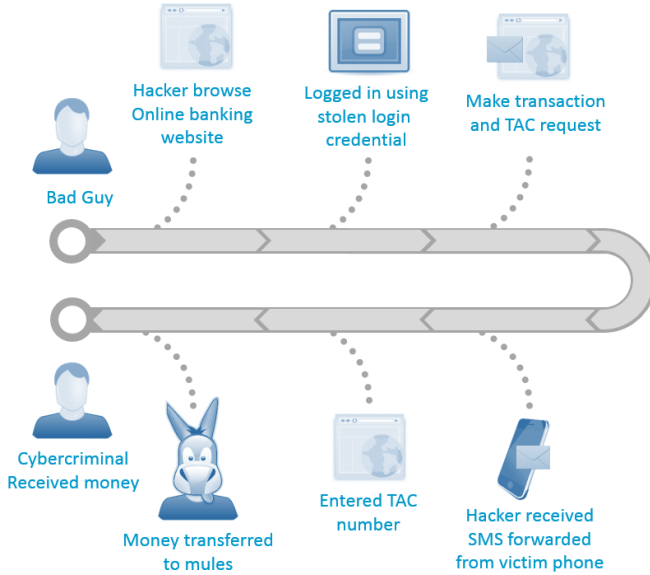 Hacker browse
Online banking
website
Logged in using
stolen login
credential
Make transaction
and TAC request
Bad Guy
Cybercriminal
Received money
Money transferred
to mules
Entered TAC
number
Hacker received
SMS forwarded
from victim phone